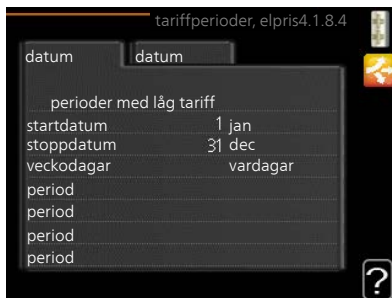 tariffperioder, elpris4.1.8.4
datum datum
perioder med låg tariff
startdatum 1 jan
stoppdatum 31 dec
veckodagar vardagar
period
period
period
period
?